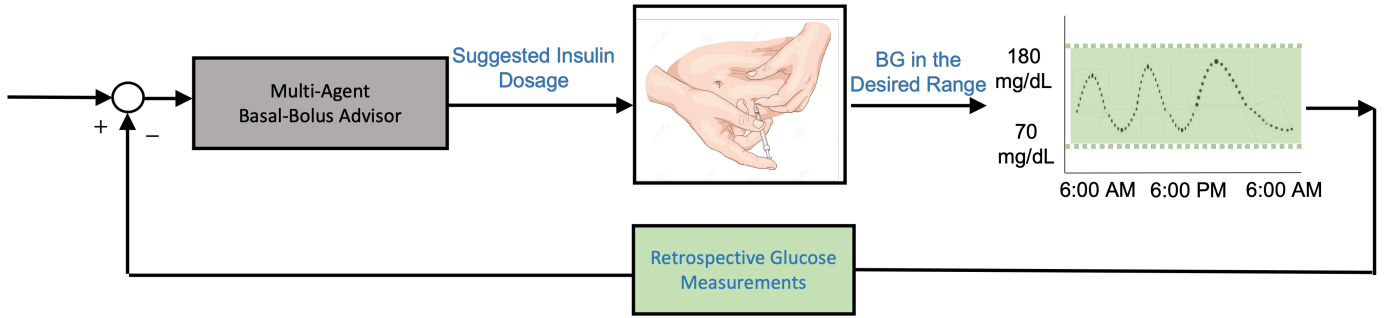 Multi-Agent
Basal-Bolus Advisor
Suggested Insulin
Dosage
BG in the
Desired Range
180
mg/dL
70
mg/dL
6:00 AM 6:00 PM 6:00 AM
+
−
Retrospective Glucose
Measurements